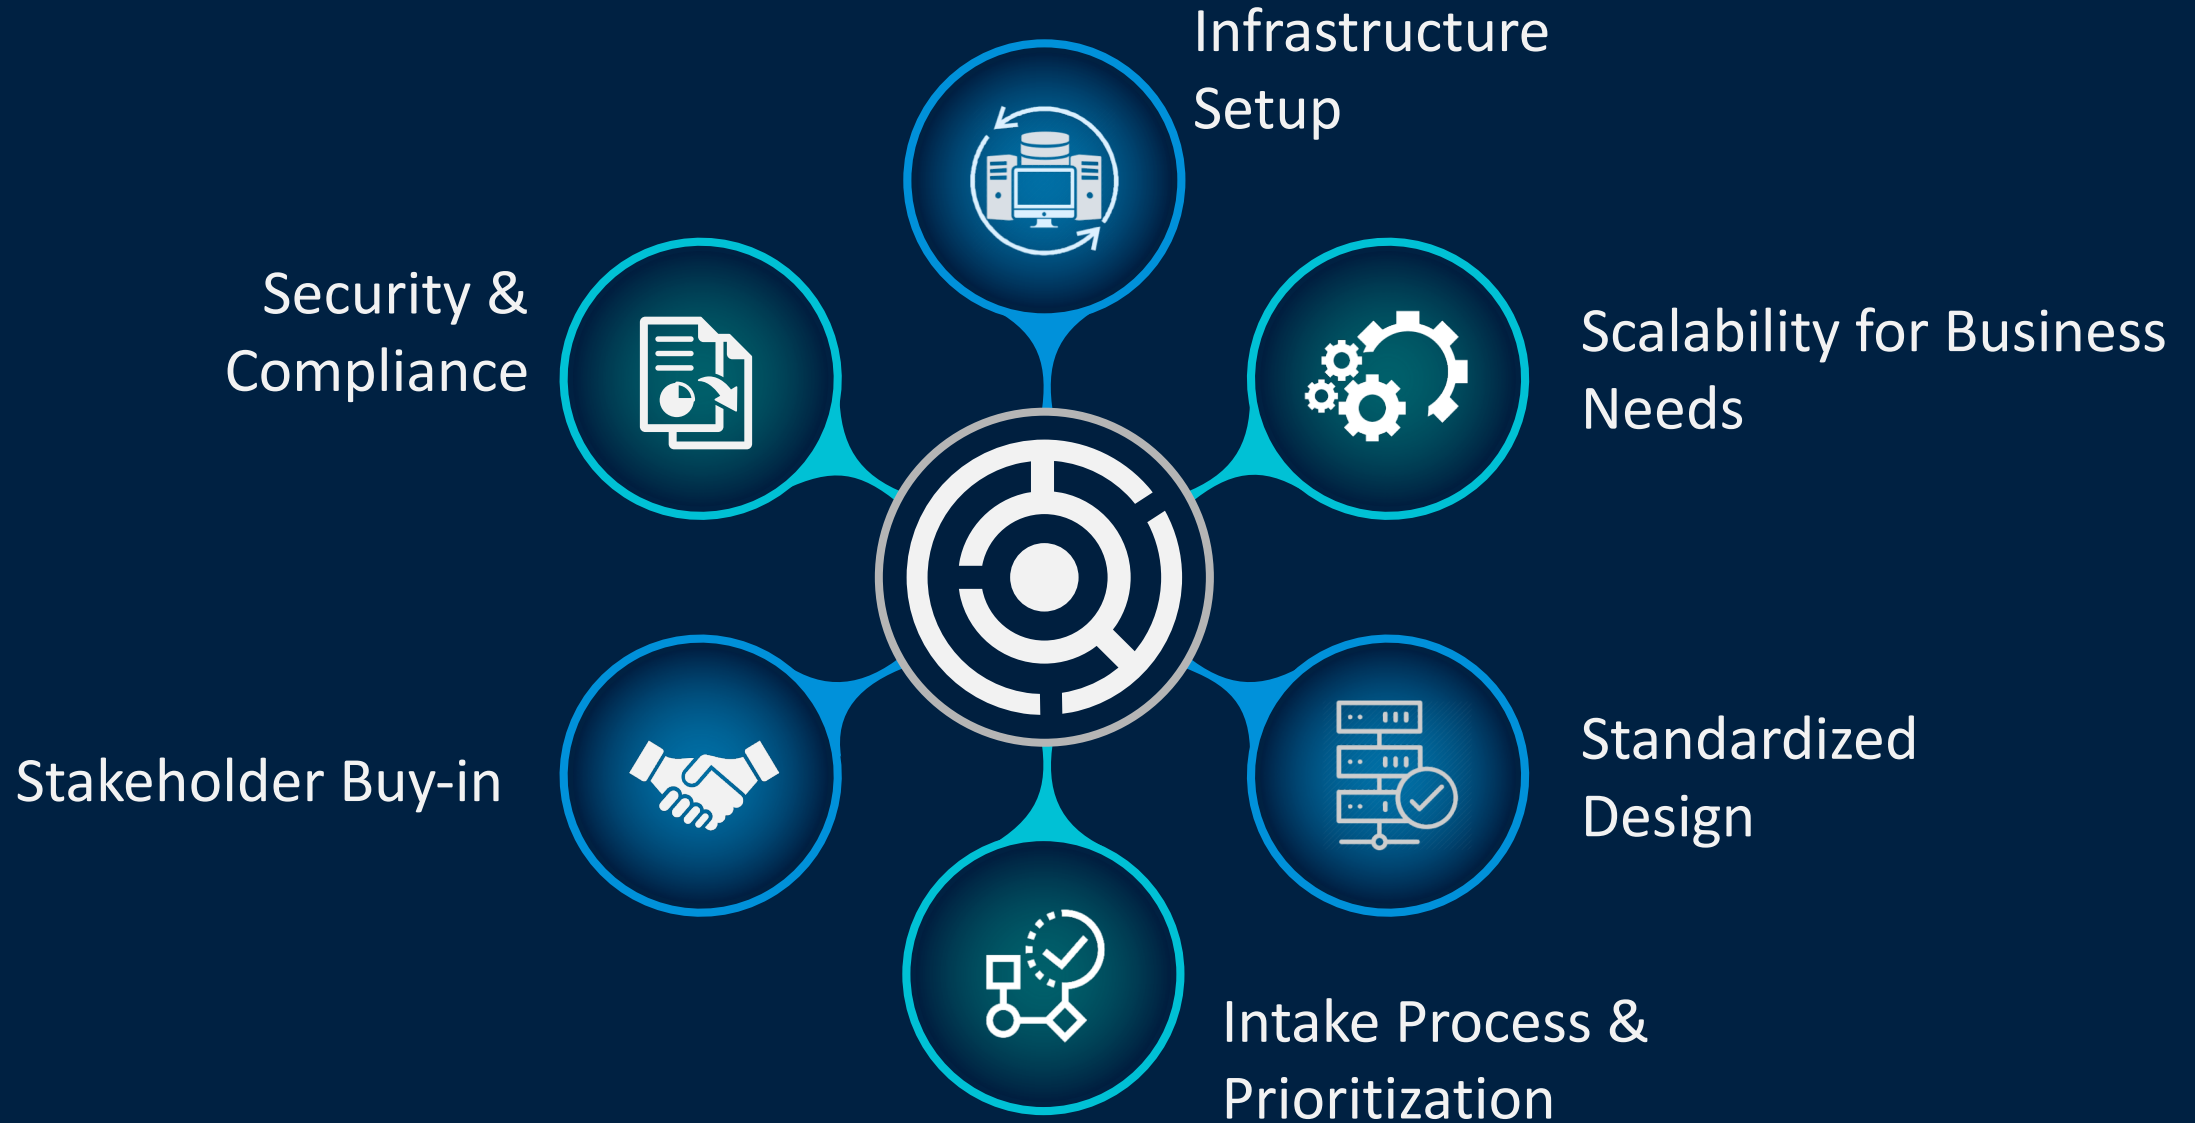 Infrastructure
Setup
Security &
Compliance
Scalability for Business
Needs
Stakeholder Buy-in
Standardized
Design
Intake Process &
Prioritization